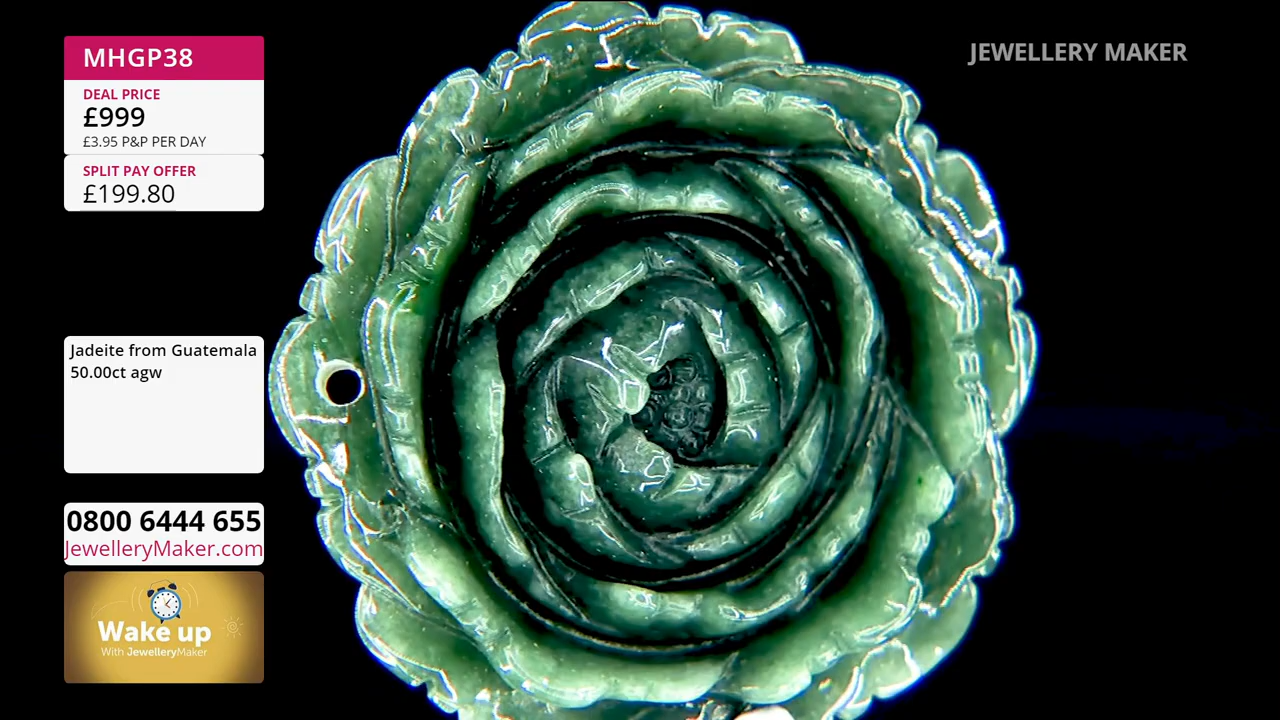 MHGP38
DEAL PRICE
£999
£3.95 P&P PER DAY
SPLIT PAY OFFER
£199.80
Jadeite from Guatemala
50.00ct agw
0800 6444 655
JewelleryMaker.com
Wake up
With JewelleryMaker
JEWELLERY MAKER